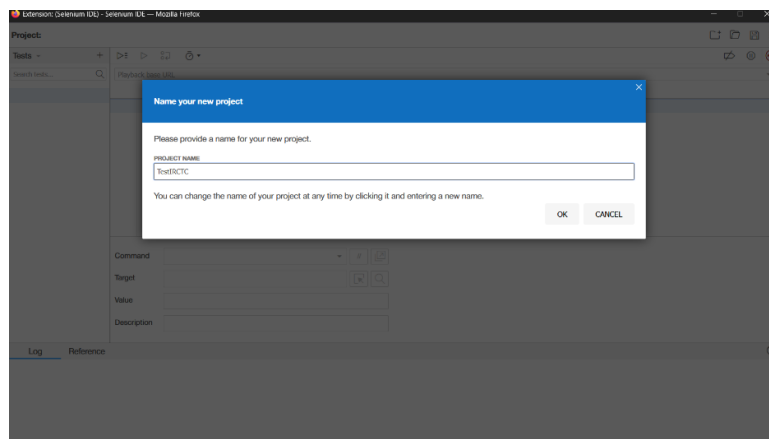 Extension: (Selenium IDE) - Selenium IDE — Mozilla Firefox
Project:
Tests
Search tests...
Playback base URL
Name your new project
Please provide a name for your new project.
PROJECT NAME
TestIRCTC
You can change the name of your project at any time by clicking it and entering a new name.
OK CANCEL
Command
Target
Value
Description
Log Reference